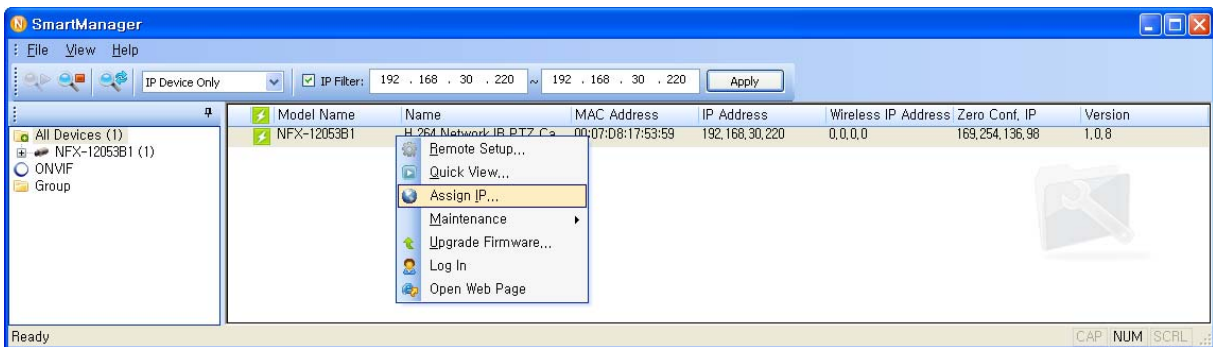 SmartManager
File View Help
IP Device Only IP Filter: 192 . 168 . 30 . 220 ~ 192 . 168 . 30 . 220 Apply
Model Name Name MAC Address IP Address Wireless IP Address Zero Conf, IP Version
All Devices (1) NFX-12053B1 H.264 Network IR PTZ Ca... 00:07:D8:17:53:59 192,168,30,220 0,0,0,0 169,254,136,98 1,0,8
NFX-12053B1 (1)
ONVIF
Group
Remote Setup...
Quick View...
Assign IP...
Maintenance
Upgrade Firmware...
Log In
Open Web Page
Ready CAP NUM SCRL